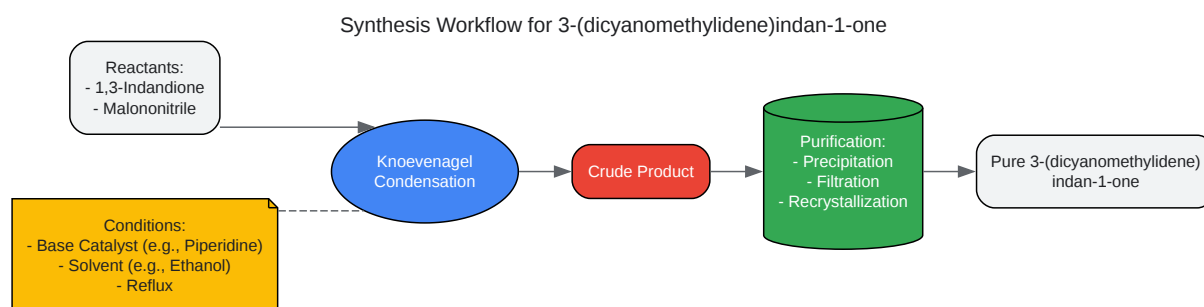 Synthesis Workflow for 3-(dicyanomethylidene)indan-1-one
Reactants:
- 1,3-Indandione
- Malononitrile
Knoevenagel
Condensation
Crude Product
Purification:
- Precipitation
- Filtration
- Recrystallization
Pure 3-(dicyanomethylidene)
indan-1-one
Conditions:
- Base Catalyst (e.g., Piperidine)
- Solvent (e.g., Ethanol)
- Reflux